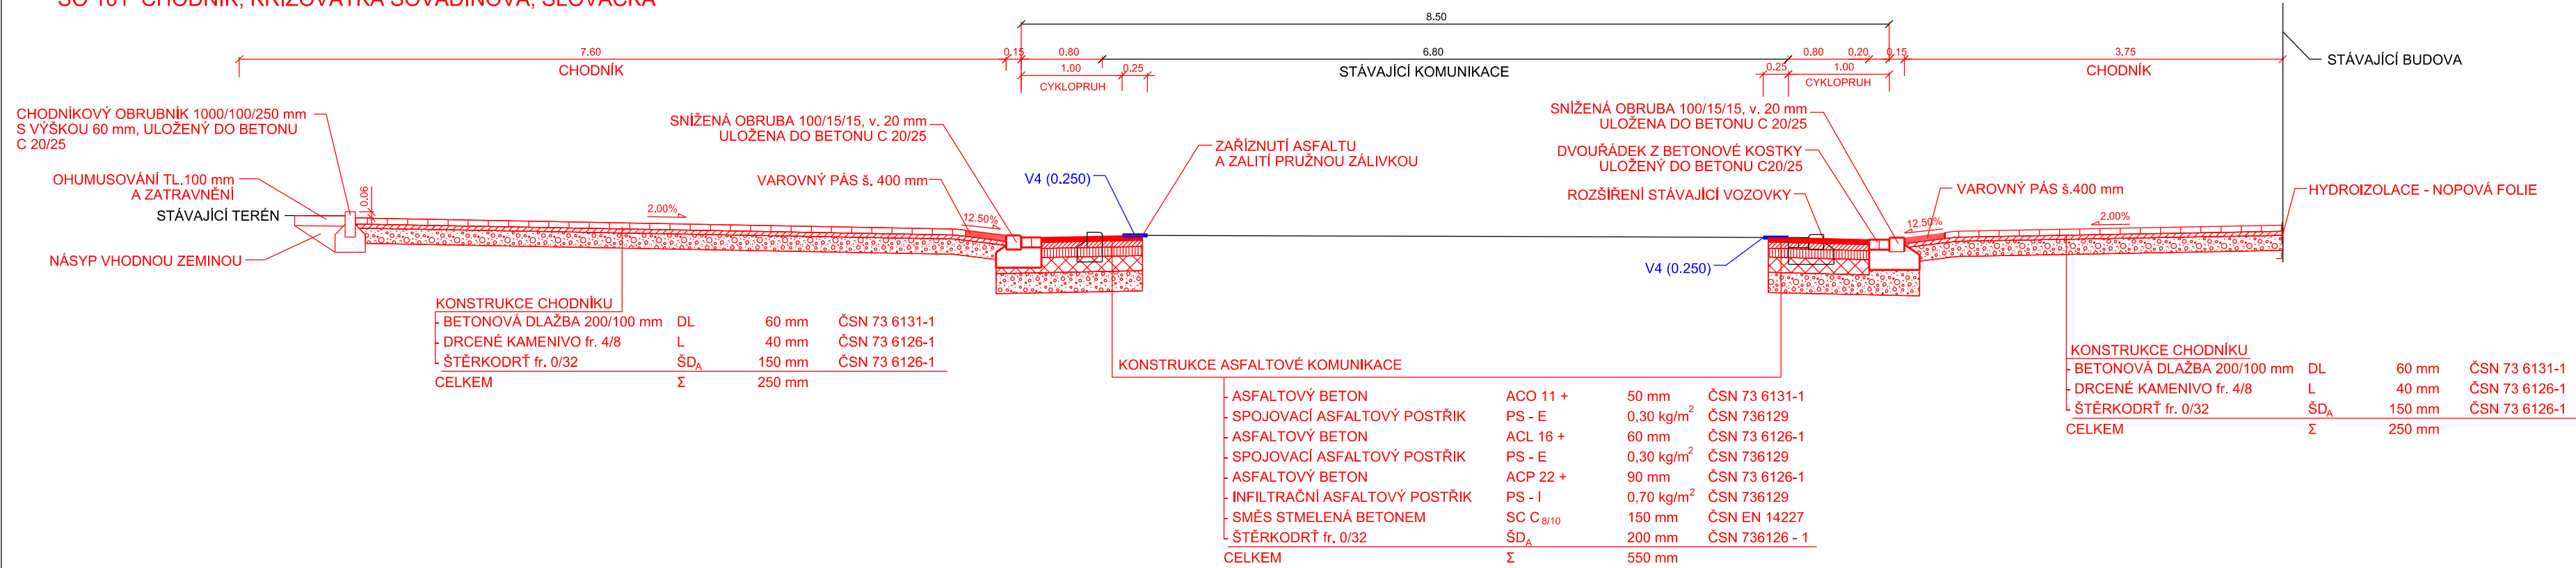 SO 101 CHODNÍK, KŘIŽOVATKA SOVADINOVA, SLOVÁCKÁ
8.50
7.60
0.15
0.80
6.80
0.80
0.20
0.15
3.75
CHODNÍK
1.00
0.25
STÁVAJÍCÍ KOMUNIKACE
0.25
1.00
CHODNÍK
STÁVAJÍCÍ BUDOVA
CYKLOPRUH
CYKLOPRUH
CHODNÍKOVÝ OBRUBNÍK 1000/100/250 mm
S VÝŠKOU 60 mm, ULOŽENÝ DO BETONU
C 20/25
OHUMUSOVÁNÍ TL.100 mm
A ZATRAVNĚNÍ
STÁVAJÍCÍ TERÉN
NÁSYP VHODNOU ZEMINOU
0.06
2.00%
SNÍŽENÁ OBRUBA 100/15/15, v. 20 mm
ULOŽENA DO BETONU C 20/25
VAROVNÝ PÁS š. 400 mm
12.50%
V4 (0.250)
ZAŘÍZNUTÍ ASFALTU
A ZALITÍ PRUŽNOU ZÁLIVKOU
SNÍŽENÁ OBRUBA 100/15/15, v. 20 mm
ULOŽENA DO BETONU C 20/25
DVOUŘÁDEK Z BETONOVÉ KOSTKY
ULOŽENÝ DO BETONU C20/25
ROZŠÍŘENÍ STÁVAJÍCÍ VOZOVKY
V4 (0.250)
VAROVNÝ PÁS š.400 mm
12.50%
2.00%
HYDROIZOLACE - NOPOVÁ FOLIE
KONSTRUKCE CHODNÍKU
- BETONOVÁ DLAŽBA 200/100 mm DL 60 mm ČSN 73 6131-1
- DRCENÉ KAMENIVO fr. 4/8 L 40 mm ČSN 73 6126-1
- ŠTĚRKODRŤ fr. 0/32 ŠDA 150 mm ČSN 73 6126-1
CELKEM Σ 250 mm
KONSTRUKCE ASFALTOVÉ KOMUNIKACE
- ASFALTOVÝ BETON ACO 11 + 50 mm ČSN 73 6131-1
- SPOJOVACÍ ASFALTOVÝ POSTŘIK PS - E 0,30 kg/m2 ČSN 736129
- ASFALTOVÝ BETON ACL 16 + 60 mm ČSN 73 6126-1
- SPOJOVACÍ ASFALTOVÝ POSTŘIK PS - E 0,30 kg/m2 ČSN 736129
- ASFALTOVÝ BETON ACP 22 + 90 mm ČSN 73 6126-1
- INFILTRAČNÍ ASFALTOVÝ POSTŘIK PS - I 0,70 kg/m2 ČSN 736129
- SMĚS STMELENÁ BETONEM SC C 8/10 150 mm ČSN EN 14227
- ŠTĚRKODRŤ fr. 0/32 ŠDA 200 mm ČSN 736126 - 1
CELKEM Σ 550 mm
KONSTRUKCE CHODNÍKU
- BETONOVÁ DLAŽBA 200/100 mm DL 60 mm ČSN 73 6131-1
- DRCENÉ KAMENIVO fr. 4/8 L 40 mm ČSN 73 6126-1
- ŠTĚRKODRŤ fr. 0/32 ŠDA 150 mm ČSN 73 6126-1
CELKEM Σ 250 mm